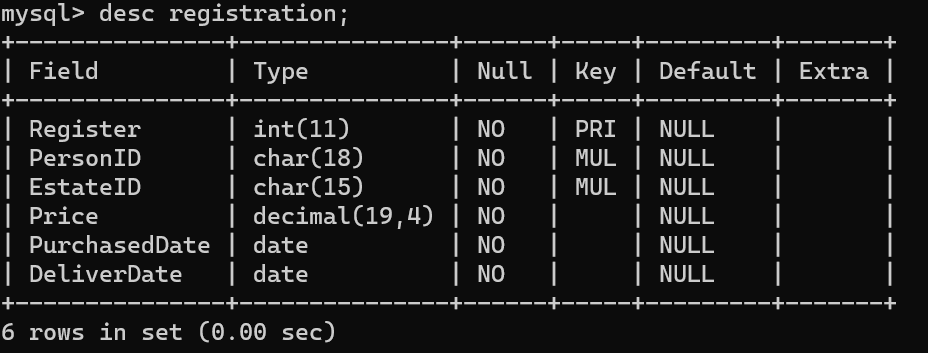 mysql> desc registration;
+---------------+---------------+------+-----+---------+-------+
| Field         | Type          | Null | Key | Default | Extra |
+---------------+---------------+------+-----+---------+-------+
| Register      | int(11)       | NO   | PRI | NULL    |       |
| PersonID      | char(18)      | NO   | MUL | NULL    |       |
| EstateID      | char(15)      | NO   | MUL | NULL    |       |
| Price         | decimal(19,4) | NO   |     | NULL    |       |
| PurchasedDate | date          | NO   |     | NULL    |       |
| DeliverDate   | date          | NO   |     | NULL    |       |
+---------------+---------------+------+-----+---------+-------+
6 rows in set (0.00 sec)